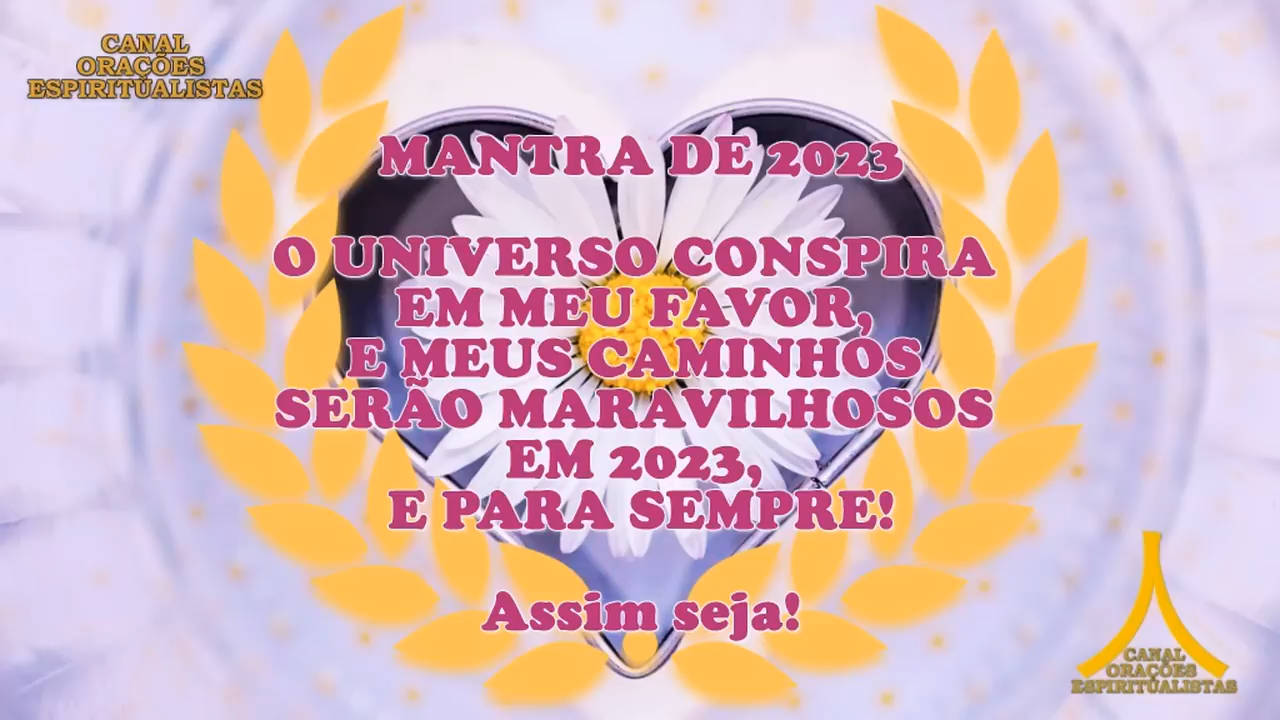 CANAL
ORAÇÕES
ESPIRITUALISTAS
MANTRA DE 2023
O UNIVERSO CONSPIRA
EM MEU FAVOR,
E MEUS CAMINHOS
SERÃO MARAVILHOSOS
EM 2023,
E PARA SEMPRE!
Assim seja!
CANAL
ORAÇÕES
ESPIRITUALISTAS